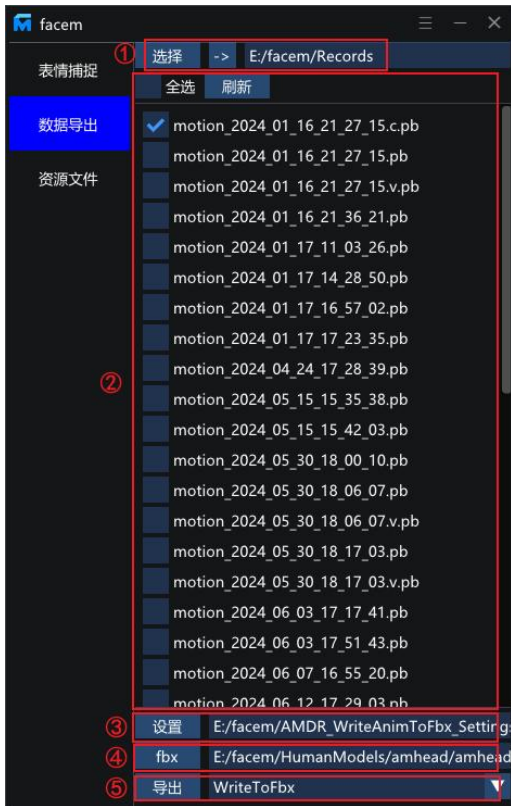 facem
① 选择 -> E:/facem/Records
表情捕捉
全选 刷新
数据导出
motion_2024_01_16_21_27_15.c.pb
motion_2024_01_16_21_27_15.pb
资源文件
motion_2024_01_16_21_27_15.v.pb
motion_2024_01_16_21_36_21.pb
motion_2024_01_17_11_03_26.pb
motion_2024_01_17_14_28_50.pb
motion_2024_01_17_16_57_02.pb
motion_2024_01_17_17_23_35.pb
②
motion_2024_04_24_17_28_39.pb
motion_2024_05_15_15_35_38.pb
motion_2024_05_15_15_42_03.pb
motion_2024_05_30_18_00_10.pb
motion_2024_05_30_18_06_07.pb
motion_2024_05_30_18_06_07.v.pb
motion_2024_05_30_18_17_03.pb
motion_2024_05_30_18_17_03.v.pb
motion_2024_06_03_17_17_41.pb
motion_2024_06_03_17_51_43.pb
motion_2024_06_07_16_55_20.pb
motion_2024_06_12_17_29_03.pb
③ 设置 E:/facem/AMDR_WriteAnimToFbx_Setting
④ fbx E:/facem/HumanModels/amhead/amhead
⑤ 导出 WriteToFbx